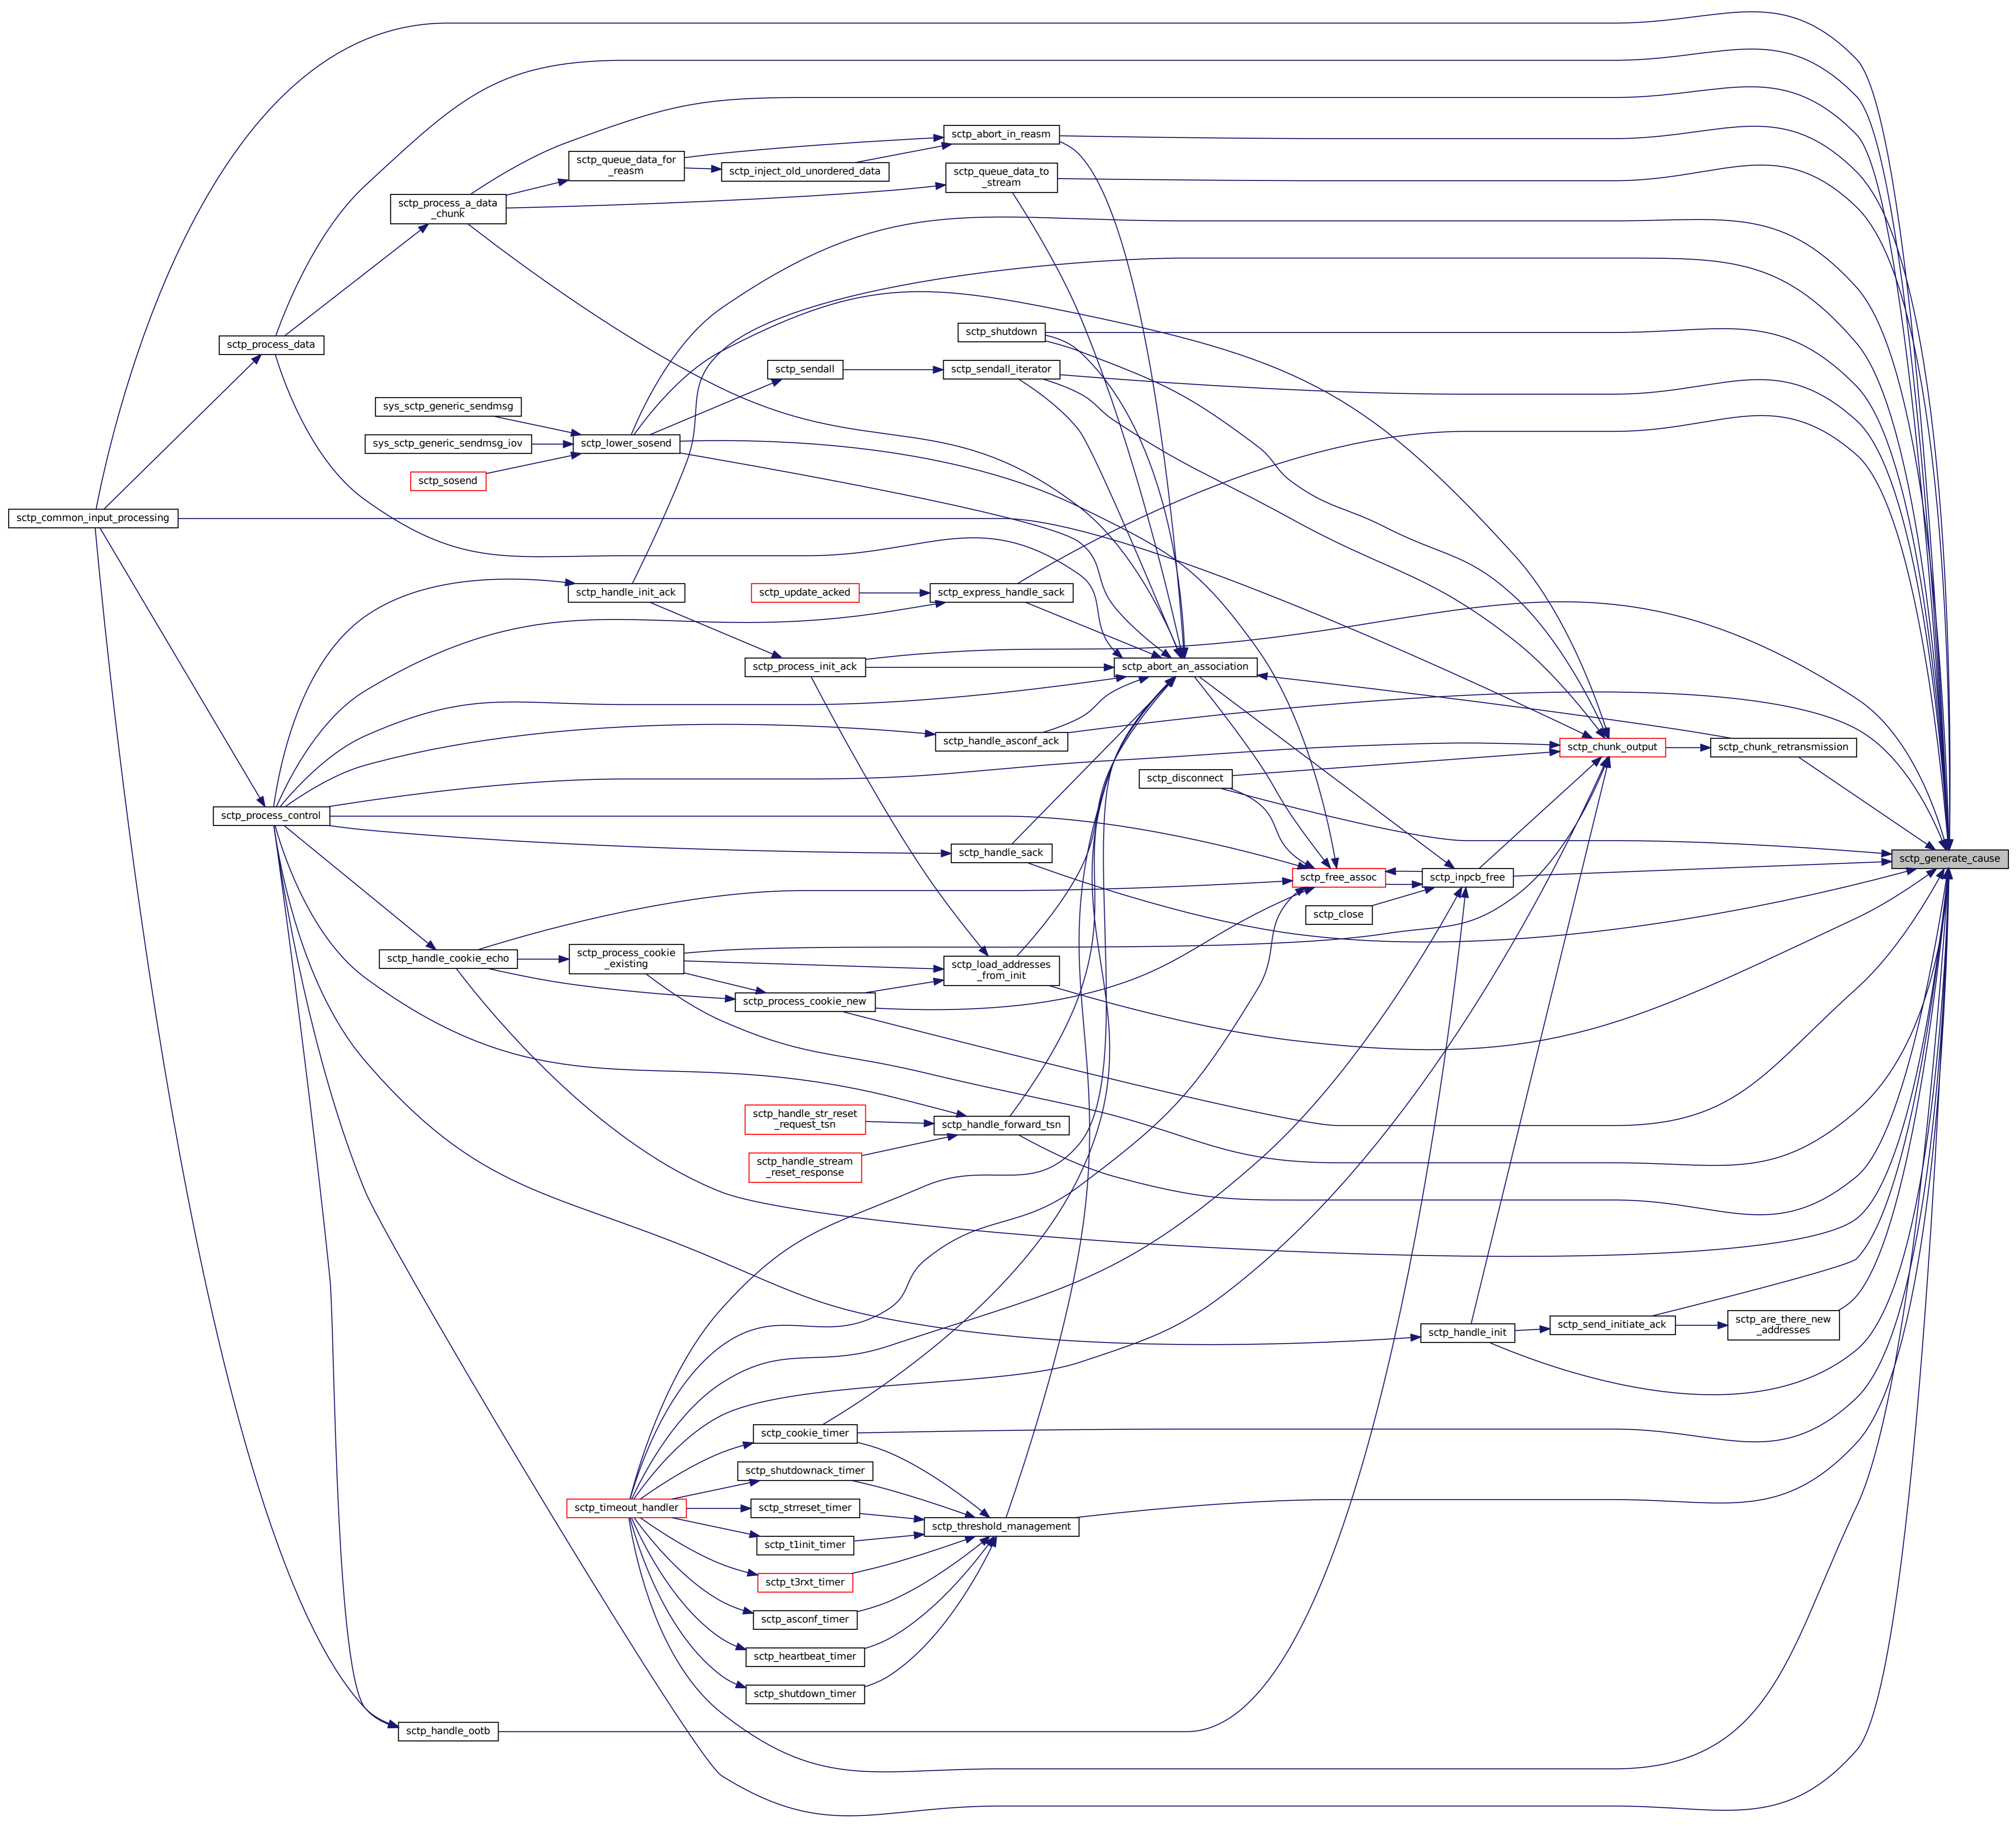 sctp_abort_in_reasm
sctp_queue_data_for
_reasm
sctp_inject_old_unordered_data
sctp_queue_data_to
_stream
sctp_process_a_data
_chunk
sctp_shutdown
sctp_process_data
sctp_sendall
sctp_sendall_iterator
sys_sctp_generic_sendmsg
sys_sctp_generic_sendmsg_iov
sctp_lower_sosend
sctp_sosend
sctp_common_input_processing
sctp_handle_init_ack
sctp_update_acked
sctp_express_handle_sack
sctp_process_init_ack
sctp_abort_an_association
sctp_handle_asconf_ack
sctp_chunk_output
sctp_chunk_retransmission
sctp_disconnect
sctp_process_control
sctp_handle_sack
sctp_generate_cause
sctp_free_assoc
sctp_inpcb_free
sctp_close
sctp_handle_cookie_echo
sctp_process_cookie
_existing
sctp_load_addresses
_from_init
sctp_process_cookie_new
sctp_handle_str_reset
_request_tsn
sctp_handle_forward_tsn
sctp_handle_stream
_reset_response
sctp_handle_init
sctp_send_initiate_ack
sctp_are_there_new
_addresses
sctp_cookie_timer
sctp_shutdownack_timer
sctp_timeout_handler
sctp_strreset_timer
sctp_threshold_management
sctp_t1init_timer
sctp_t3rxt_timer
sctp_asconf_timer
sctp_heartbeat_timer
sctp_shutdown_timer
sctp_handle_ootb